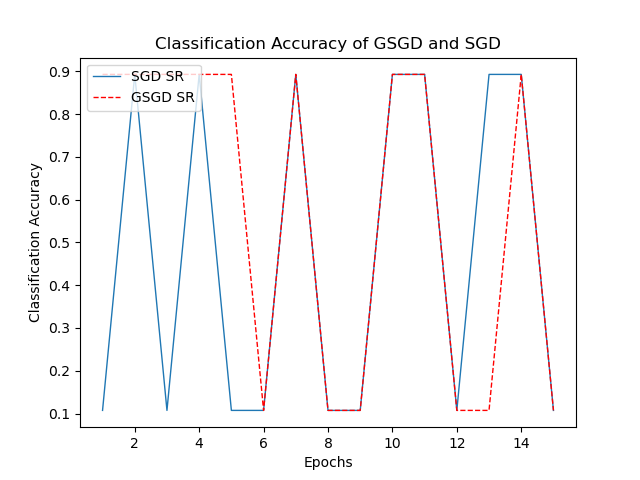 Classification Accuracy of GSGD and SGD
SGD SR
GSGD SR
Classification Accuracy
0.9
0.8
0.7
0.6
0.5
0.4
0.3
0.2
0.1
2 4 6 8 10 12 14
Epochs